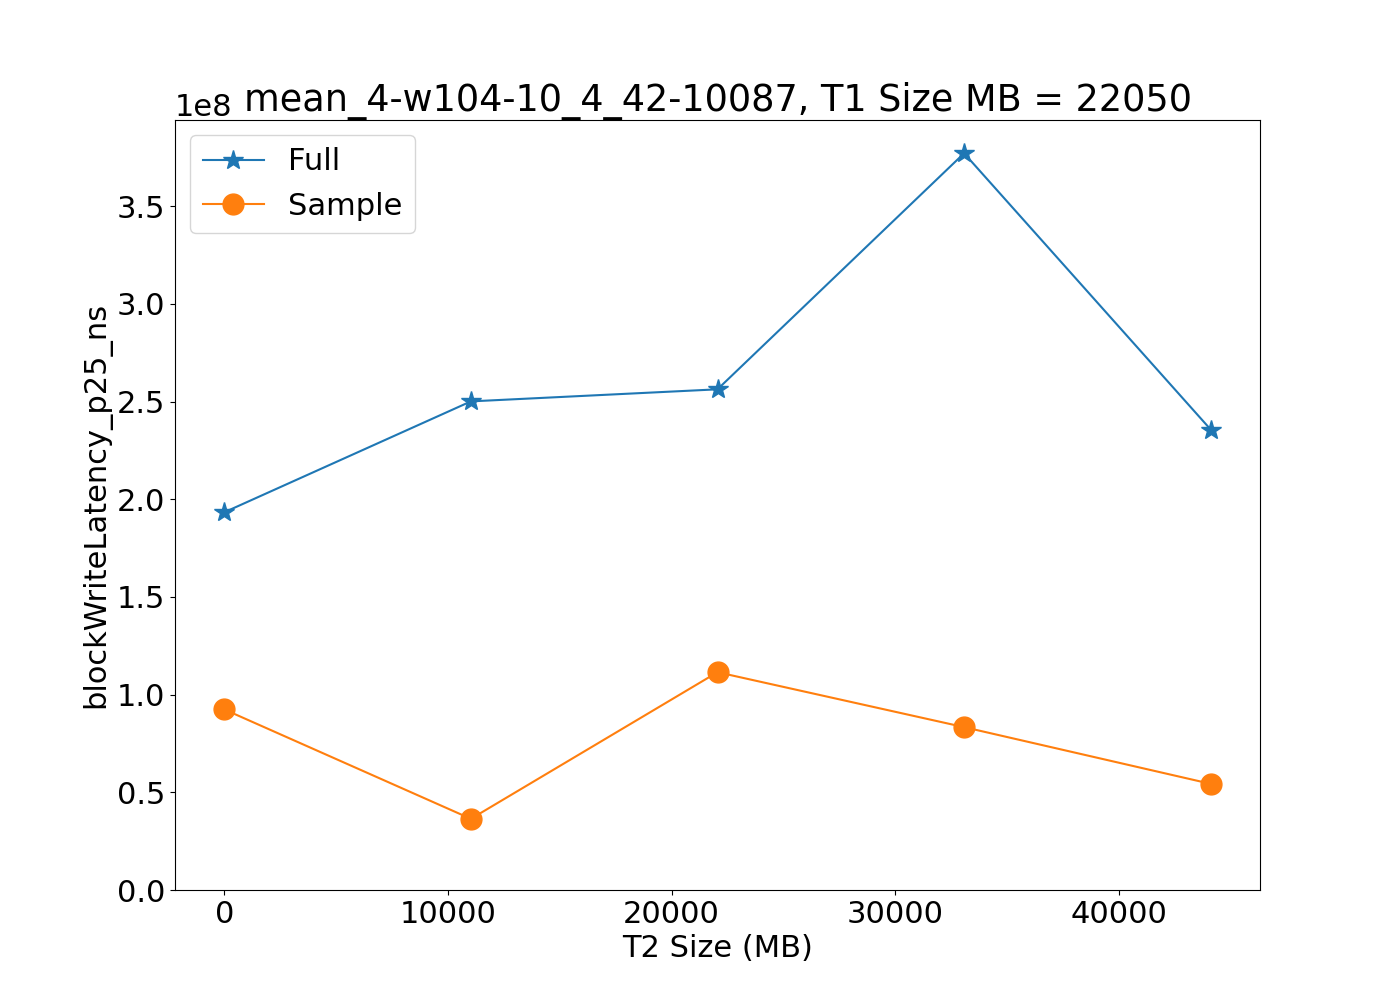 1e8 mean_4-w104-10_4_42-10087, T1 Size MB = 22050
Full
Sample
3.5
3.0
2.5
2.0
1.5
1.0
0.5
0.0
blockWriteLatency_p25_ns
0 10000 20000 30000 40000
T2 Size (MB)